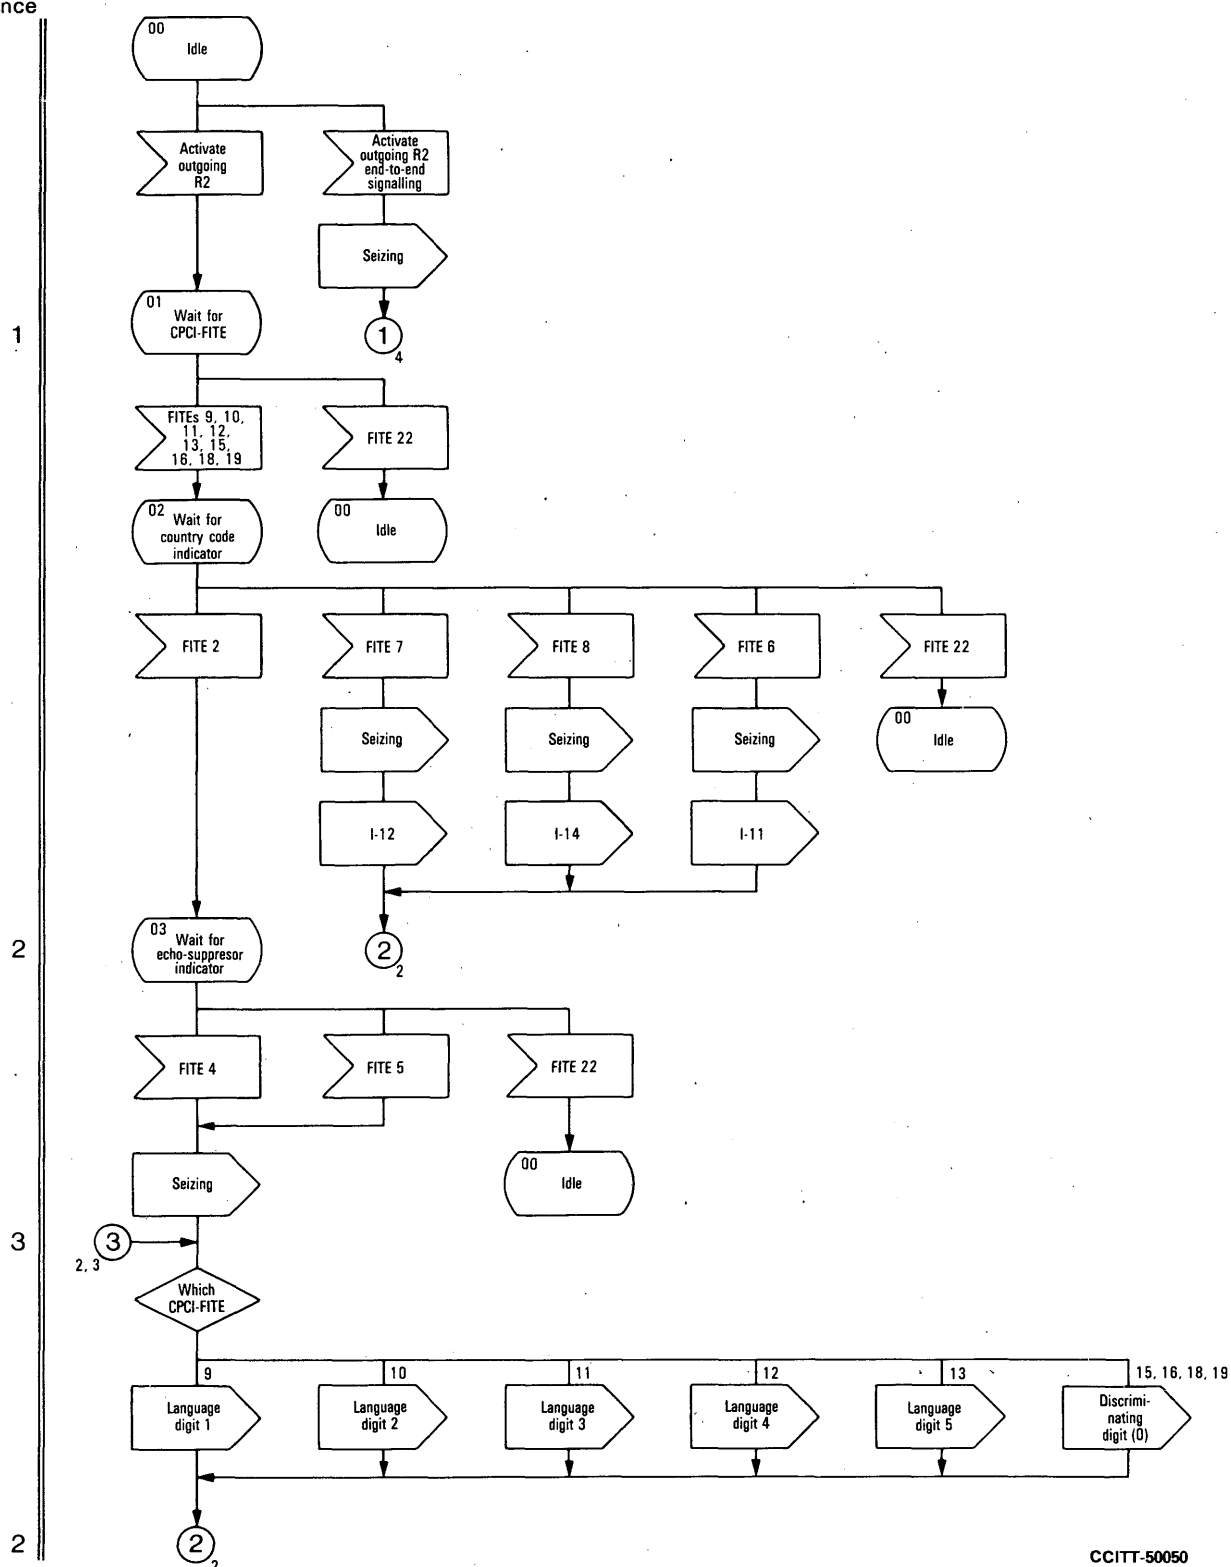 nce
00
Idle
Activate
outgoing
R2
Activate
outgoing R2
end-to-end
signalling
Seizing
01
Wait for
CPCI-FITE
1
1
4
FITEs 9, 10,
11, 12,
13, 15,
16, 18, 19
FITE 22
02
Wait for
country code
indicator
00
Idle
FITE 2
FITE 7
FITE 8
FITE 6
FITE 22
Seizing
Seizing
Seizing
00
Idle
I-12
I-14
I-11
2
03
Wait for
echo-suppresor
indicator
2
2
FITE 4
FITE 5
FITE 22
Seizing
00
Idle
3
3
2, 3
Which
CPCI-FITE
9
10
11
12
13
15, 16, 18, 19
Language
digit 1
Language
digit 2
Language
digit 3
Language
digit 4
Language
digit 5
Discrimi-
nating
digit (0)
2
2
2
CCITT-50050